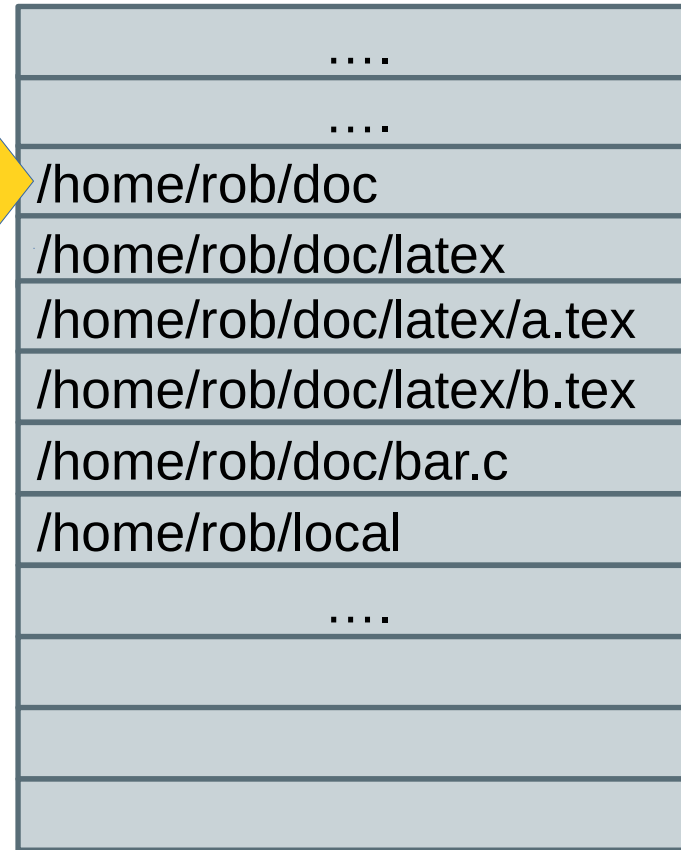 ....
....
/home/rob/doc
/home/rob/doc/latex
/home/rob/doc/latex/a.tex
/home/rob/doc/latex/b.tex
/home/rob/doc/bar.c
/home/rob/local
....